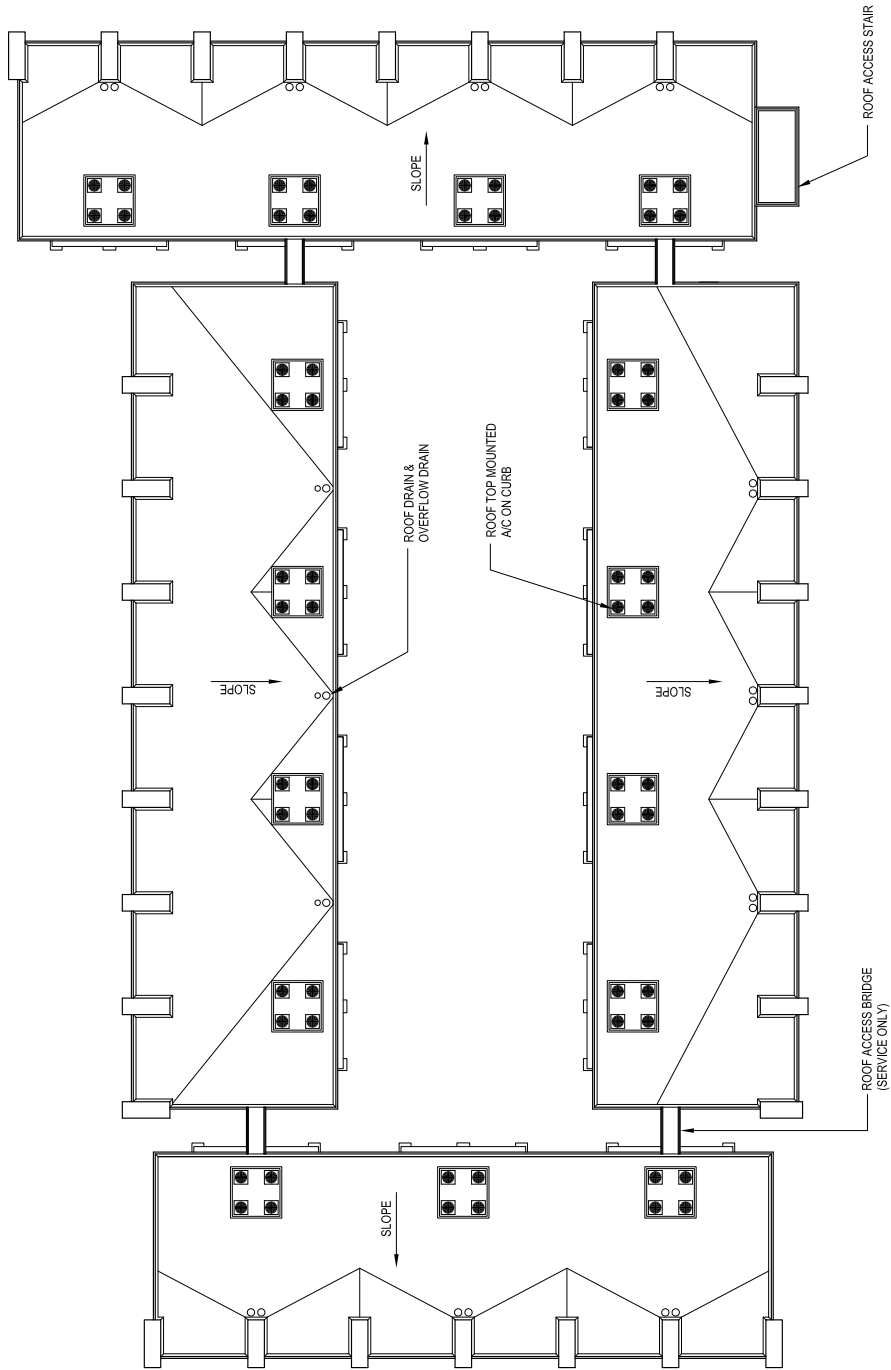 ROOF ACCESS STAIR
SLOPE
ROOF DRAIN &
OVERFLOW DRAIN
ROOF TOP MOUNTED
A/C ON CURB
SLOPE
SLOPE
ROOF ACCESS BRIDGE
(SERVICE ONLY)
SLOPE